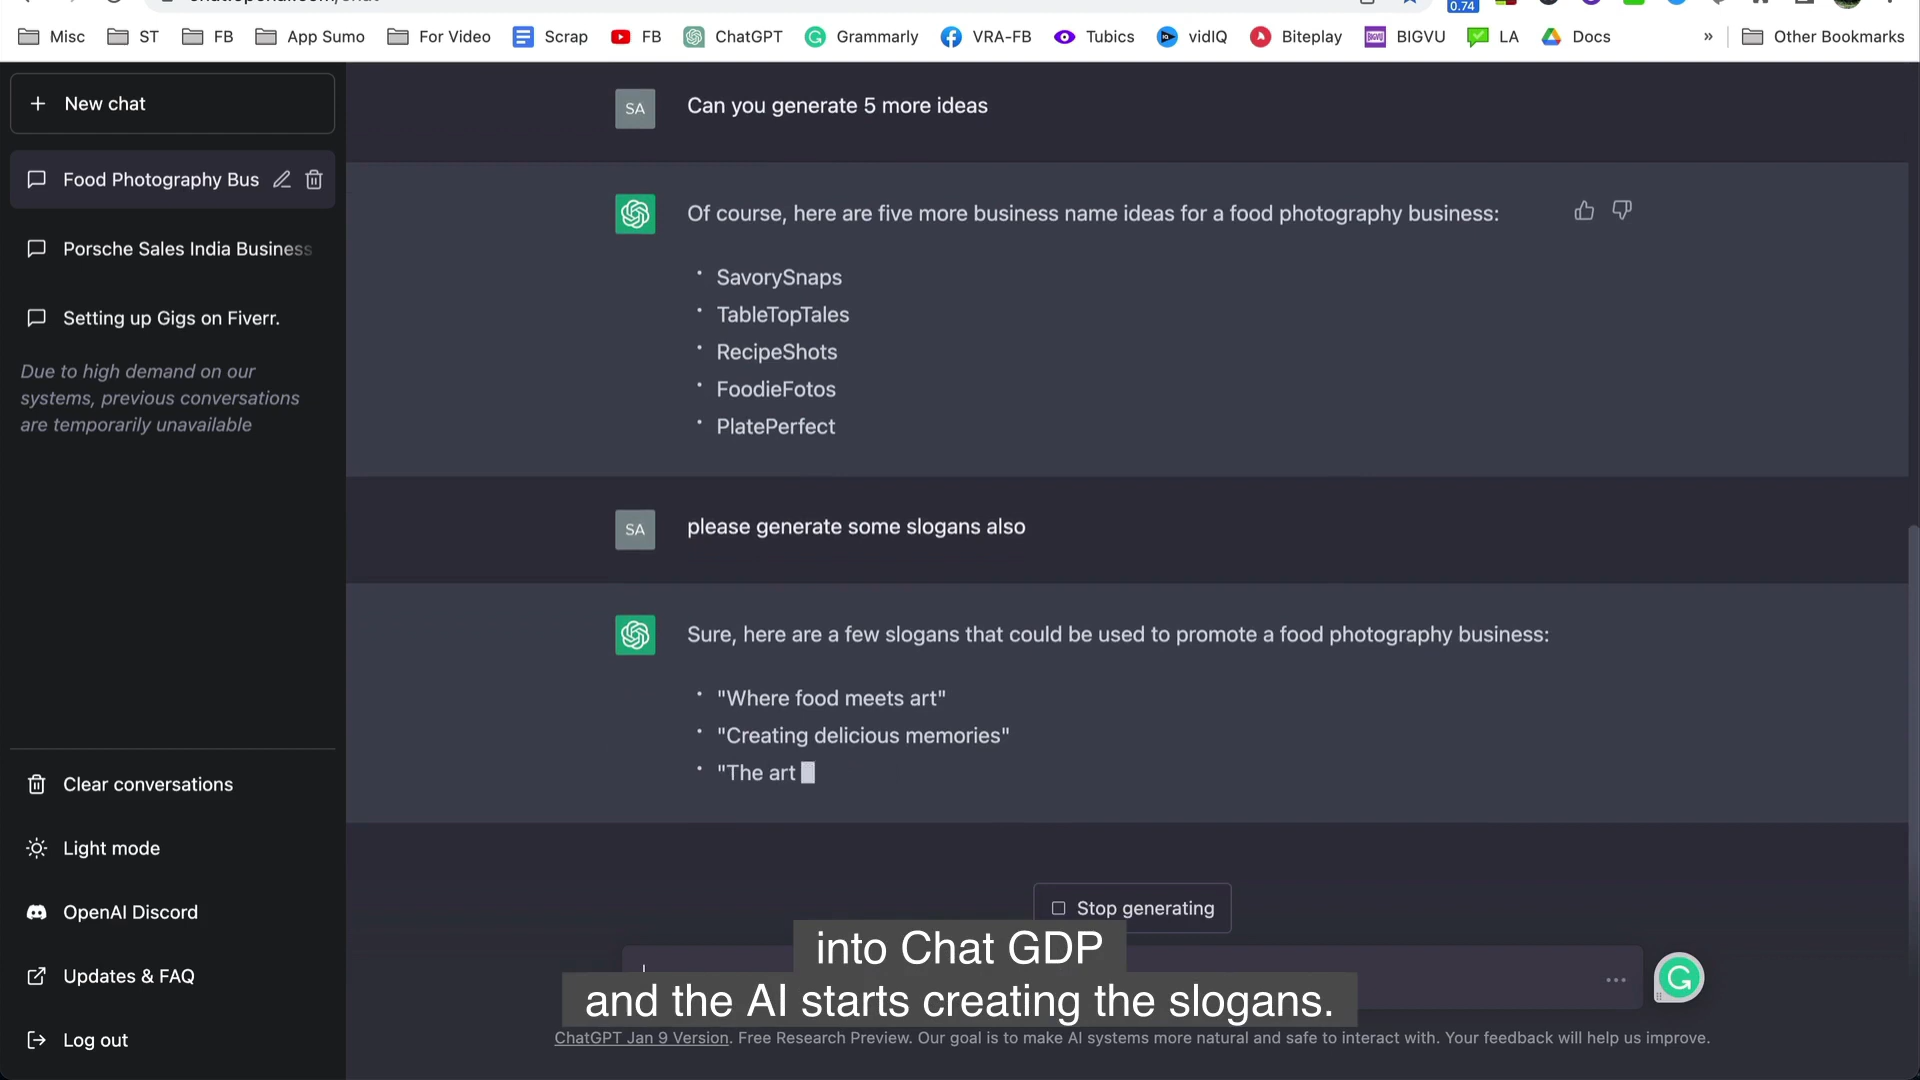 0.74
Misc ST FB App Sumo For Video Scrap FB ChatGPT Grammarly VRA-FB Tubics vidIQ Biteplay BIGVU LA Docs » Other Bookmarks
+ New chat
Food Photography Bus
Porsche Sales India Business
Setting up Gigs on Fiverr.
Due to high demand on our
systems, previous conversations
are temporarily unavailable
Clear conversations
Light mode
OpenAI Discord
Updates & FAQ
Log out
SA Can you generate 5 more ideas
Of course, here are five more business name ideas for a food photography business:
• SavorySnaps
• TableTopTales
• RecipeShots
• FoodieFotos
• PlatePerfect
SA please generate some slogans also
Sure, here are a few slogans that could be used to promote a food photography business:
• "Where food meets art"
• "Creating delicious memories"
• "The art
Stop generating
into Chat GDP
and the AI starts creating the slogans.
ChatGPT Jan 9 Version. Free Research Preview. Our goal is to make AI systems more natural and safe to interact with. Your feedback will help us improve.